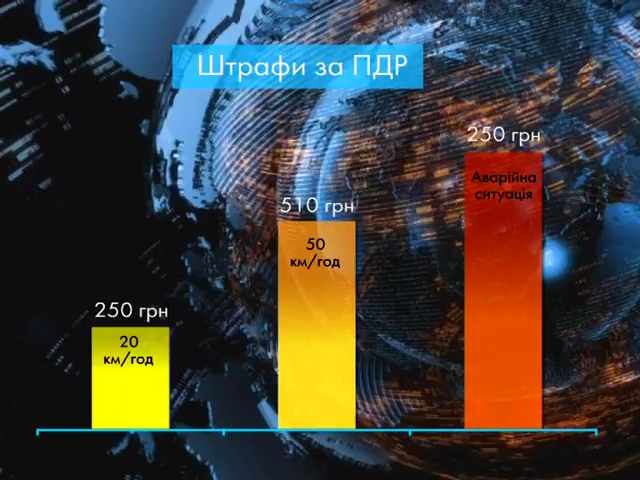 Штрафи за ПДР
250 грн
510 грн
250 грн
20
км/год
50
км/год
Аварійна
ситуація